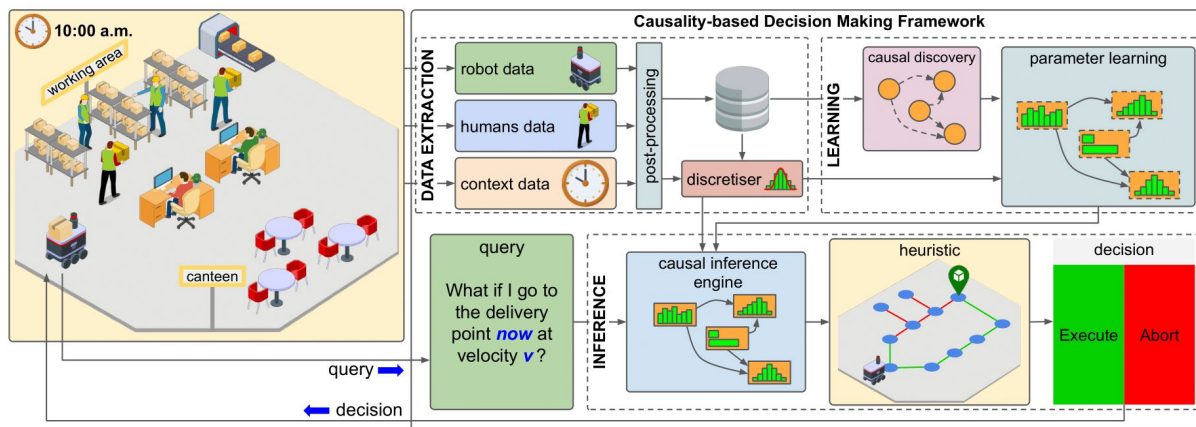 10:00 a.m.
working area
canteen
query
decision
Causality-based Decision Making Framework
DATA EXTRACTION
robot data
humans data
context data
post-processing
discretiser
LEARNING
causal discovery
parameter learning
query
What if I go to
the delivery
point now at
velocity v ?
INFERENCE
causal inference
engine
heuristic
decision
Execute
Abort